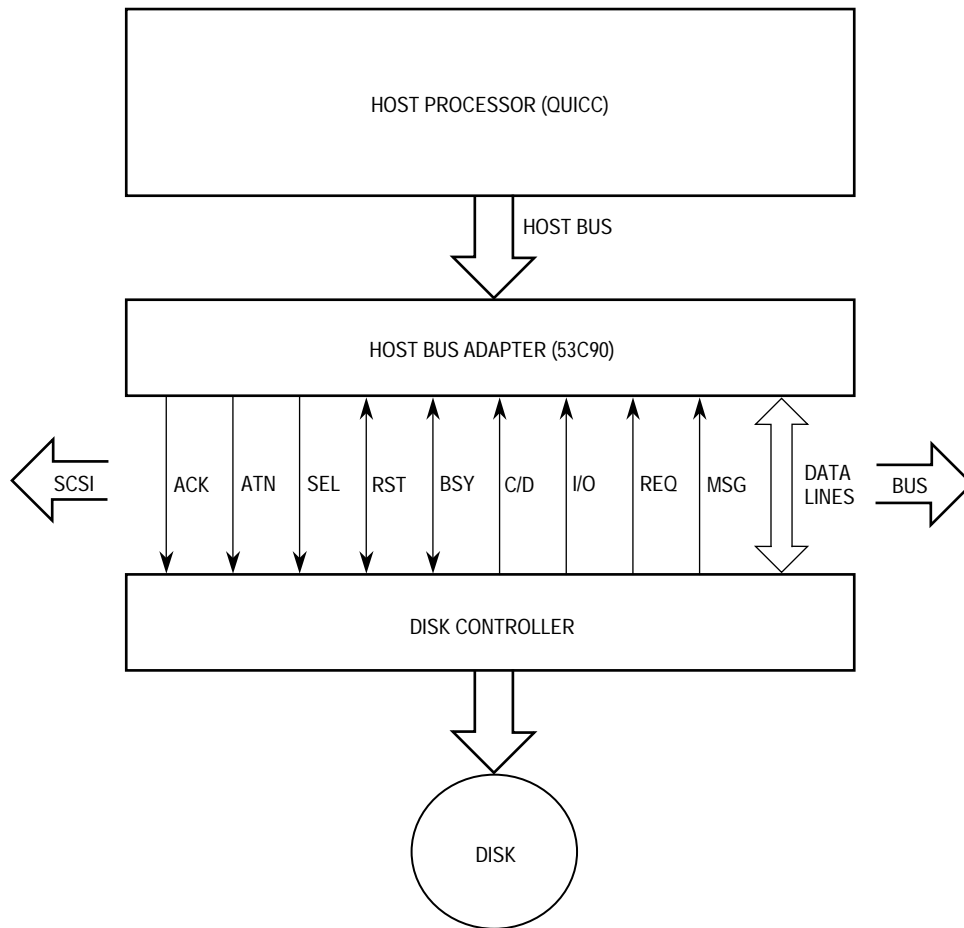 HOST PROCESSOR (QUICC)
HOST BUS
HOST BUS ADAPTER (53C90)
SCSI
ACK
ATN
SEL
RST
BSY
C/D
I/O
REQ
MSG
DATA
LINES
BUS
DISK CONTROLLER
DISK